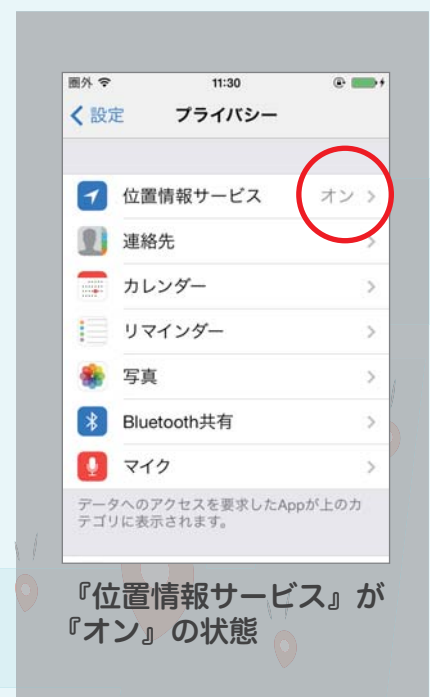 圏外 11:30
設定 プライバシー
位置情報サービス オン
連絡先
カレンダー
リマインダー
写真
Bluetooth共有
マイク
データへのアクセスを要求したAppが上のカ
テゴリに表示されます。
『位置情報サービス』が
『オン』の状態